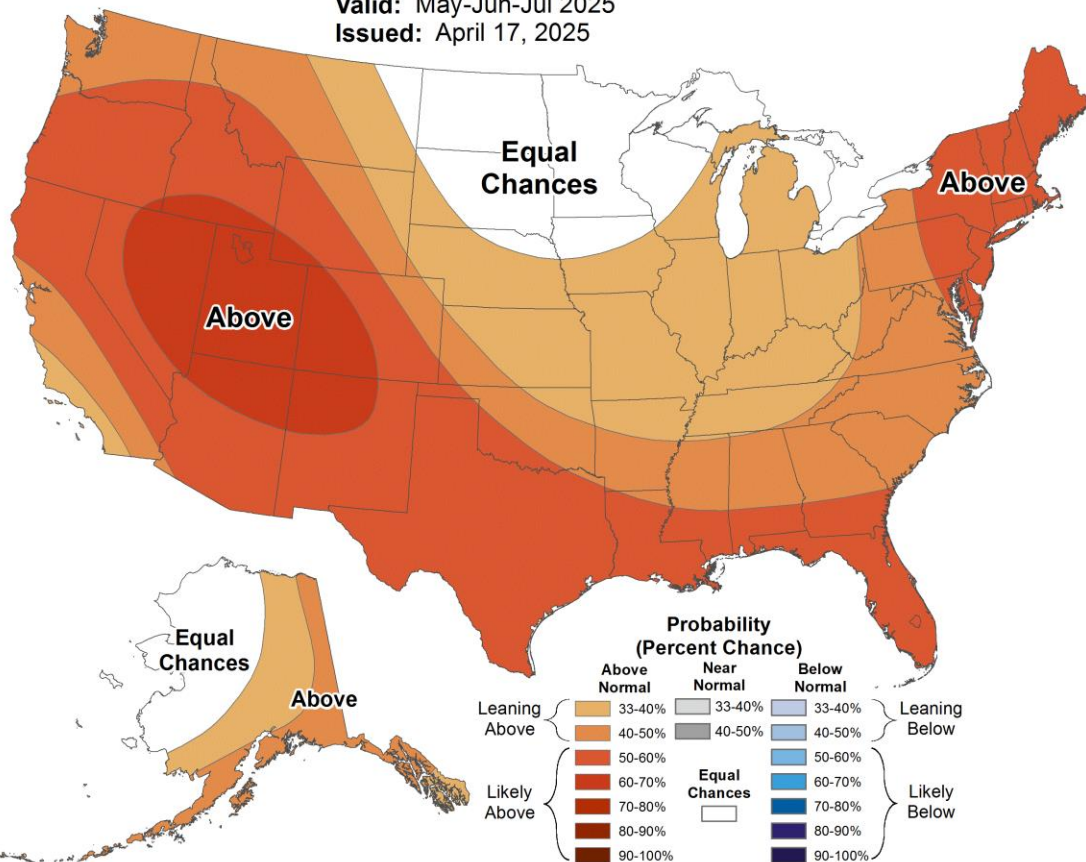 Valid: May-Jun-Jul 2025
Issued: April 17, 2025
Equal
Chances
Above
Above
Equal
Chances
Above
Probability
(Percent Chance)
Above
Normal
Near
Normal
Below
Normal
Leaning
Above
33-40%
33-40%
33-40%
Leaning
Below
40-50%
40-50%
40-50%
Likely
Above
50-60%
50-60%
Likely
Below
60-70%
60-70%
Equal
Chances
70-80%
70-80%
80-90%
80-90%
90-100%
90-100%